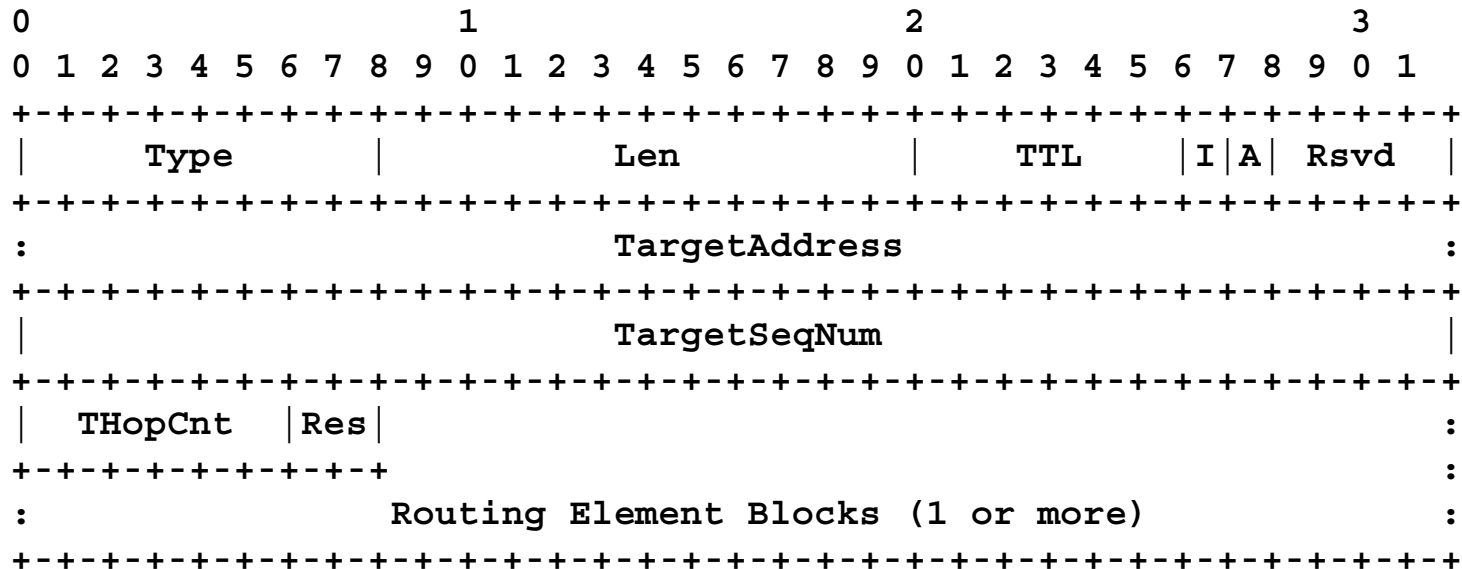 0                   1                   2                   3
0 1 2 3 4 5 6 7 8 9 0 1 2 3 4 5 6 7 8 9 0 1 2 3 4 5 6 7 8 9 0 1
+-+-+-+-+-+-+-+-+-+-+-+-+-+-+-+-+-+-+-+-+-+-+-+-+-+-+-+-+-+-+-+-+
|     Type      |          Len          |    TTL    |I|A| Rsvd  |
+-+-+-+-+-+-+-+-+-+-+-+-+-+-+-+-+-+-+-+-+-+-+-+-+-+-+-+-+-+-+-+-+
:                          TargetAddress                        :
+-+-+-+-+-+-+-+-+-+-+-+-+-+-+-+-+-+-+-+-+-+-+-+-+-+-+-+-+-+-+-+-+
|                          TargetSeqNum                         |
+-+-+-+-+-+-+-+-+-+-+-+-+-+-+-+-+-+-+-+-+-+-+-+-+-+-+-+-+-+-+-+-+
|  THopCnt  |Res|                                               :
+-+-+-+-+-+-+-+-+                                               :
:                Routing Element Blocks (1 or more)             :
+-+-+-+-+-+-+-+-+-+-+-+-+-+-+-+-+-+-+-+-+-+-+-+-+-+-+-+-+-+-+-+-+